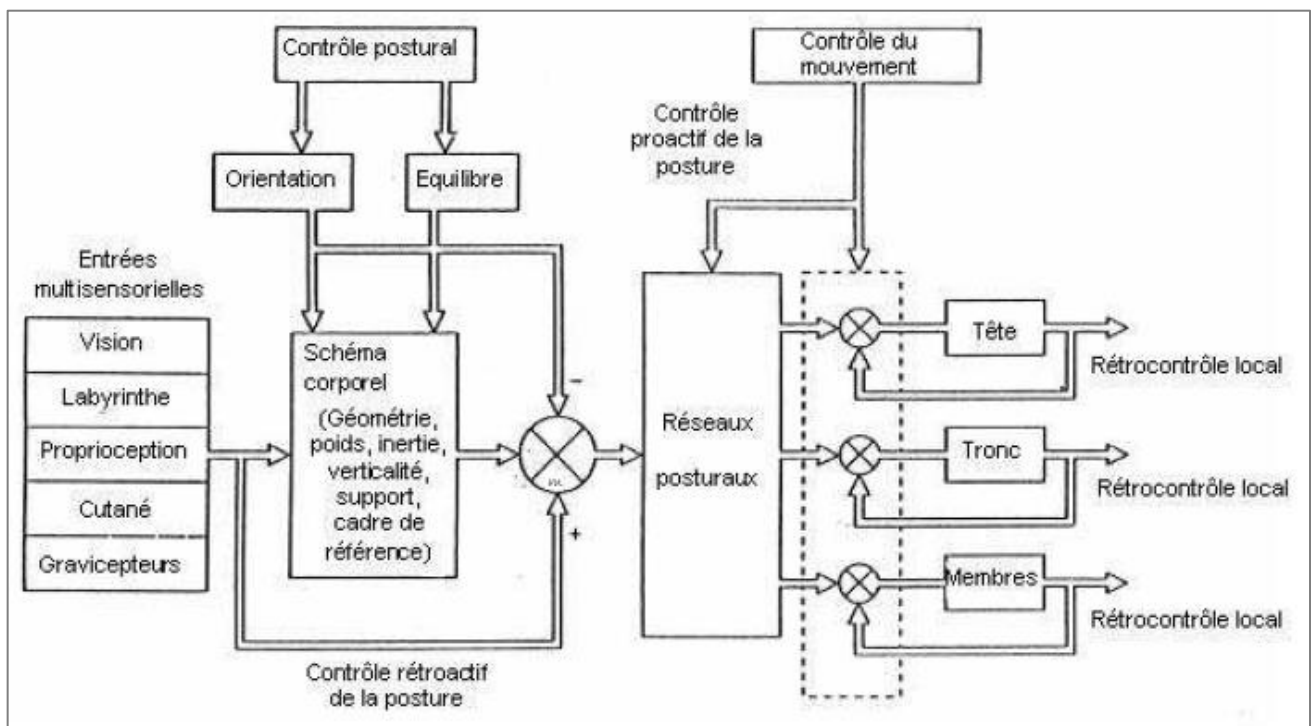 Contrôle postural
Contrôle du
mouvement
Contrôle
proactif de la
posture
Orientation
Equilibre
Entrées
multisensorielles
Vision
Labyrinthe
Proprioception
Cutané
Gravicepteurs
Schéma
corporel
(Géométrie,
poids, inertie,
verticalité,
support,
cadre de
référence)
-
+
Contrôle rétroactif
de la posture
Réseaux
posturaux
Tête
Rétrocontrôle local
Tronc
Rétrocontrôle local
Membres
Rétrocontrôle local